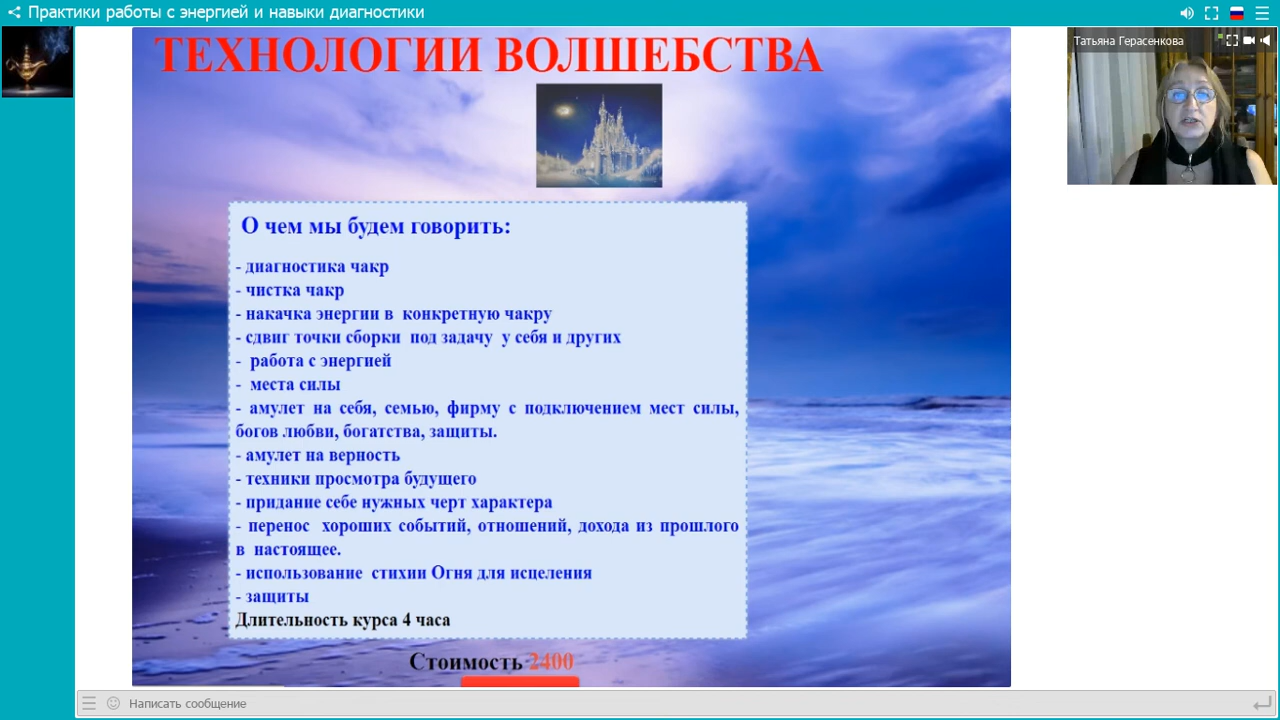 Практики работы с энергией и навыки диагностики
Татьяна Герасенкова
ТЕХНОЛОГИИ ВОЛШЕБСТВА
О чем мы будем говорить:
- диагностика чакр
- чистка чакр
- накачка энергии в конкретную чакру
- сдвиг точки сборки под задачу у себя и других
- работа с энергией
- места силы
- амулет на себя, семью, фирму с подключением мест силы,
богов любви, богатства, защиты.
- амулет на верность
- техники просмотра будущего
- придание себе нужных черт характера
- перенос хороших событий, отношений, дохода из прошлого
в настоящее.
- использование стихии Огня для исцеления
- защиты
Длительность курса 4 часа
Стоимость 2400
Написать сообщение